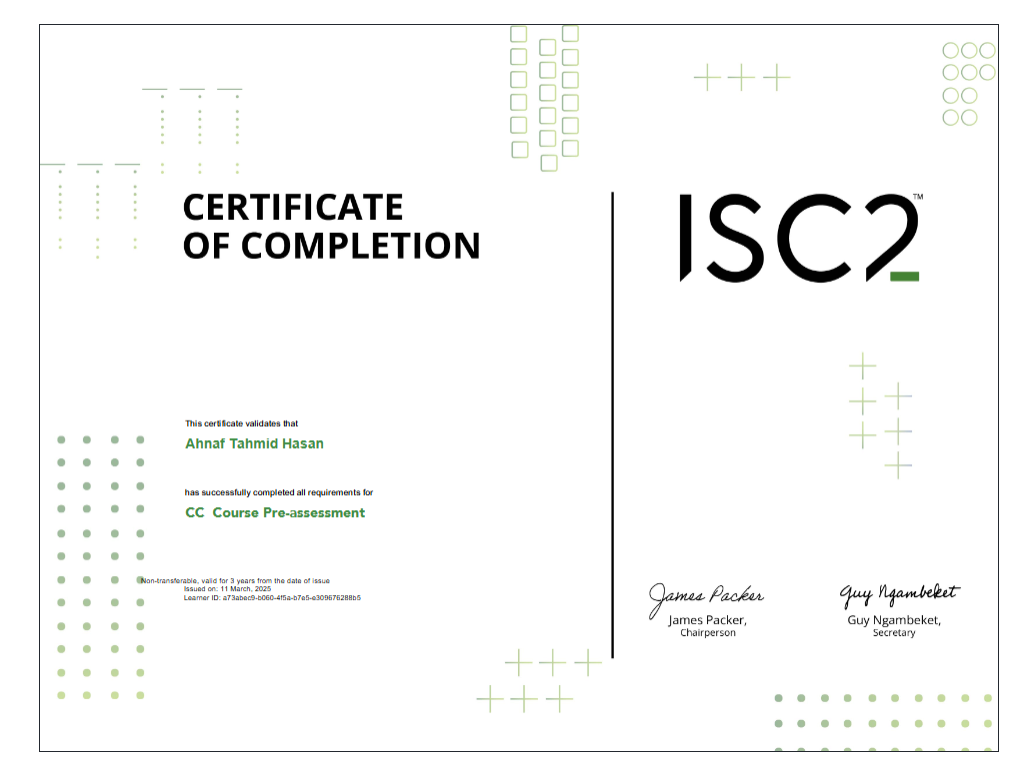 CERTIFICATE
OF COMPLETION
This certificate validates that
Ahnaf Tahmid Hasan
has successfully completed all requirements for
CC Course Pre-assessment
Non-transferable, valid for 3 years from the date of issue
Issued on: 11 March, 2025
Learner ID: a73abec9-b060-4f5a-b7e5-e309676288b5
ISC2™
James Packer
James Packer,
Chairperson
Guy Ngambeket
Guy Ngambeket,
Secretary